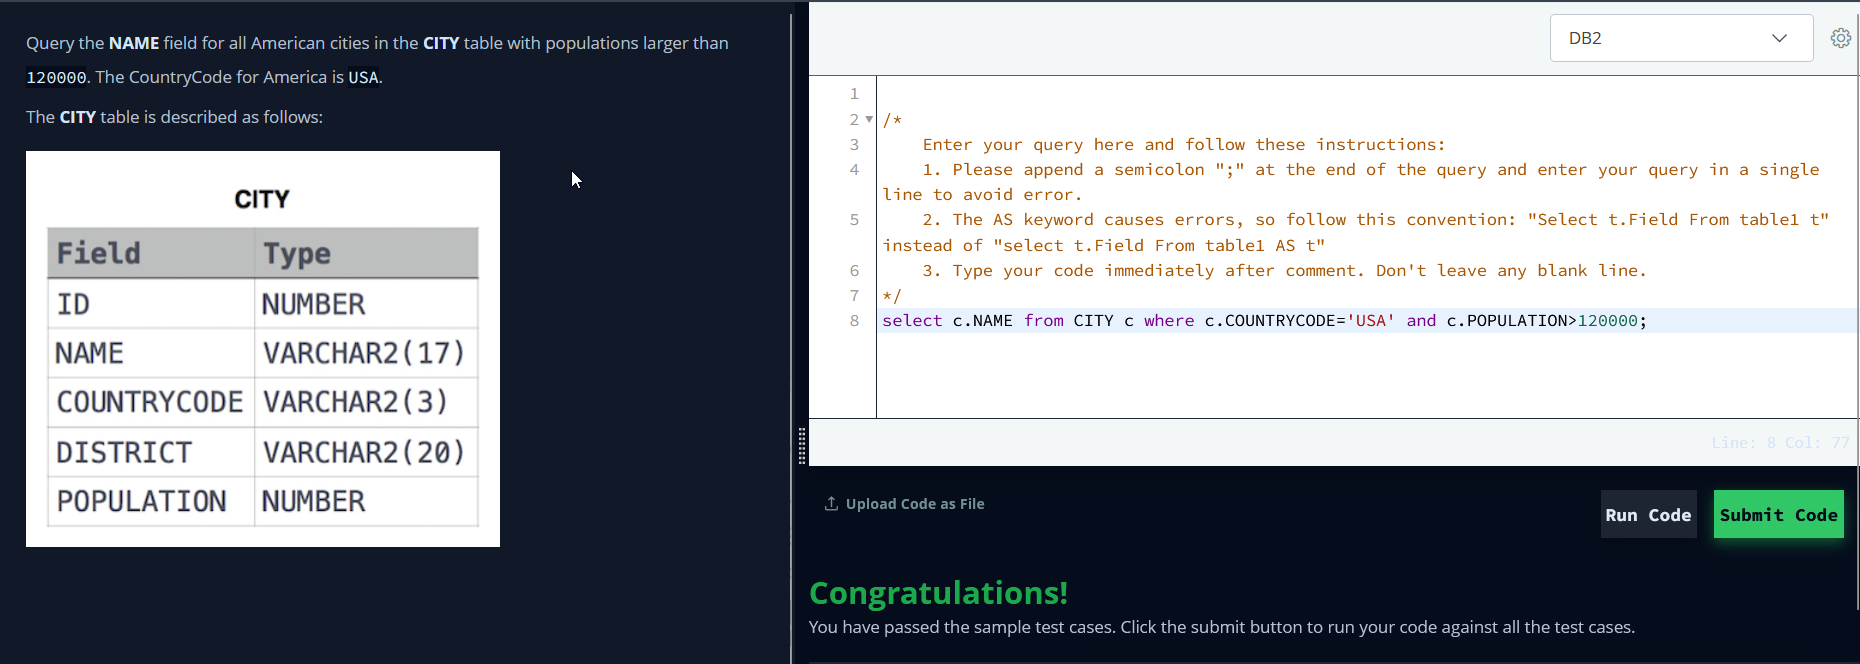 Query the NAME field for all American cities in the CITY table with populations larger than
120000. The CountryCode for America is USA.
The CITY table is described as follows:
CITY
Field Type
ID NUMBER
NAME VARCHAR2(17)
COUNTRYCODE VARCHAR2(3)
DISTRICT VARCHAR2(20)
POPULATION NUMBER
DB2
1
2 /*
3 Enter your query here and follow these instructions:
4 1. Please append a semicolon ";" at the end of the query and enter your query in a single
line to avoid error.
5 2. The AS keyword causes errors, so follow this convention: "Select t.Field From table1 t"
instead of "select t.Field From table1 AS t"
6 3. Type your code immediately after comment. Don't leave any blank line.
7 */
8 select c.NAME from CITY c where c.COUNTRYCODE='USA' and c.POPULATION>120000;
Line: 8 Col: 77
Upload Code as File
Run Code
Submit Code
Congratulations!
You have passed the sample test cases. Click the submit button to run your code against all the test cases.